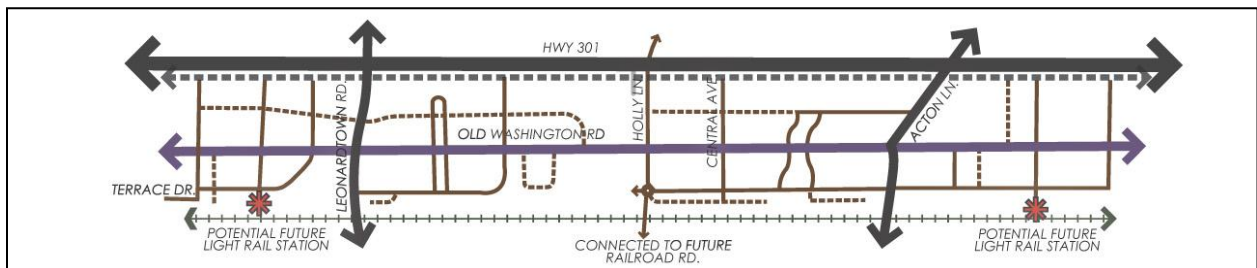 HWY 301
LEONARDTOWN RD.
HOLLY LN.
CENTRAL AVE
ACTON LN.
OLD WASHINGTON RD
TERRACE DR.
POTENTIAL FUTURE
LIGHT RAIL STATION
CONNECTED TO FUTURE
RAILROAD RD.
POTENTIAL FUTURE
LIGHT RAIL STATION